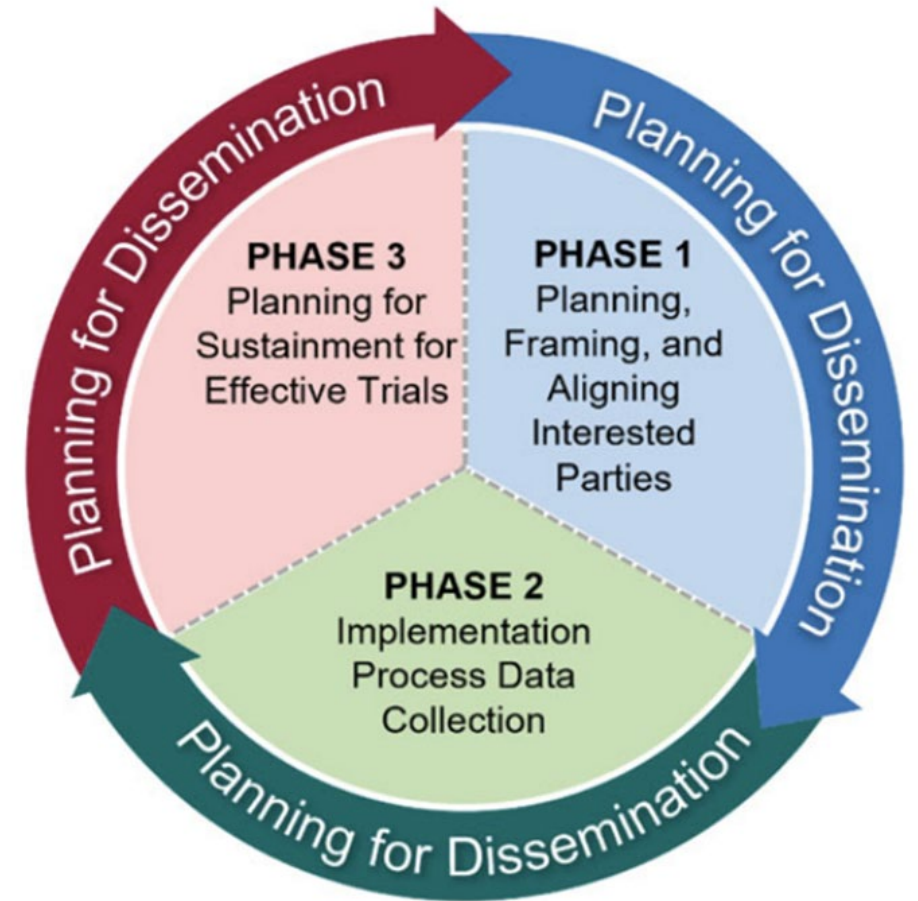 Planning for Dissemination
PHASE 1
Planning,
Framing, and
Aligning
Interested
Parties
Planning for Dissemination
PHASE 2
Implementation
Process Data
Collection
Planning for Dissemination
PHASE 3
Planning for
Sustainment for
Effective Trials